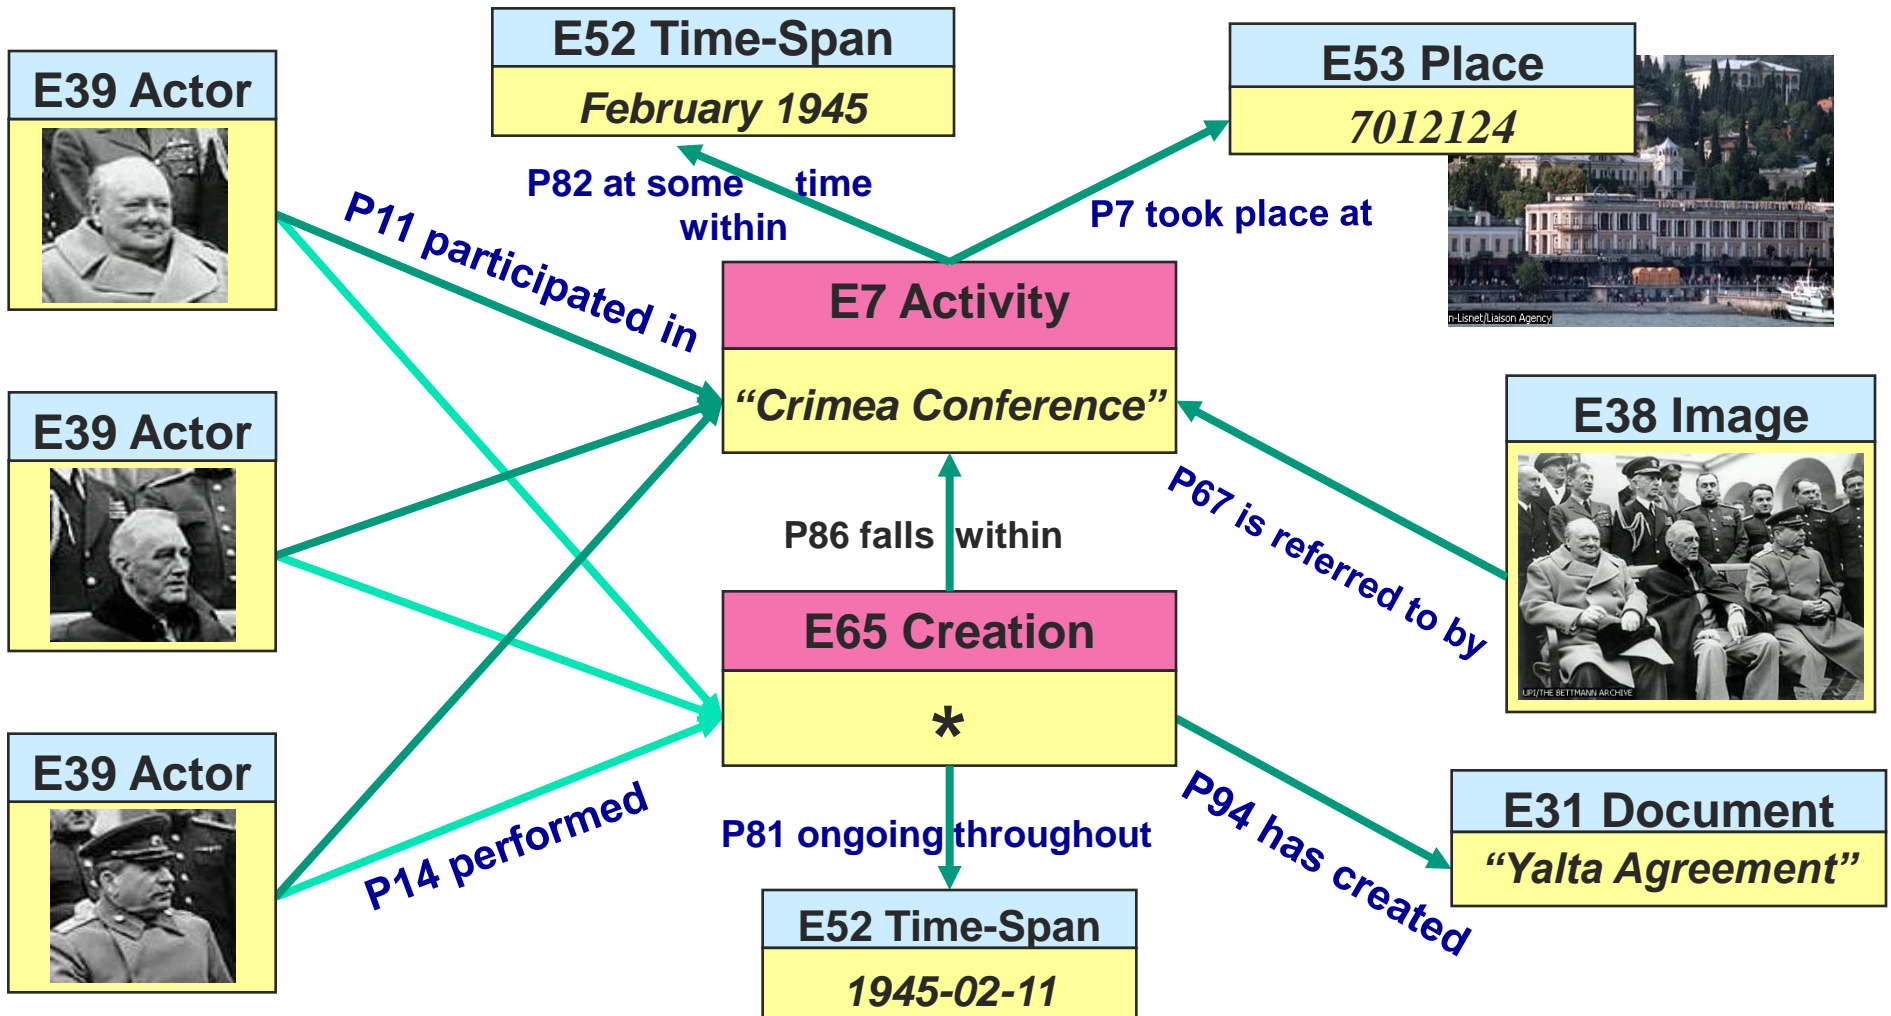 E52 Time-Span
February 1945
E53 Place
7012124
E39 Actor
P82 at some time
within
P7 took place at
n-Lisnet/Liaison Agency
P11 participated in
E7 Activity
“Crimea Conference”
E39 Actor
E38 Image
UPI/THE BETTMANN ARCHIVE
P67 is referred to by
P86 falls within
E65 Creation
*
E39 Actor
P14 performed
P81 ongoing throughout
P94 has created
E31 Document
“Yalta Agreement”
E52 Time-Span
1945-02-11